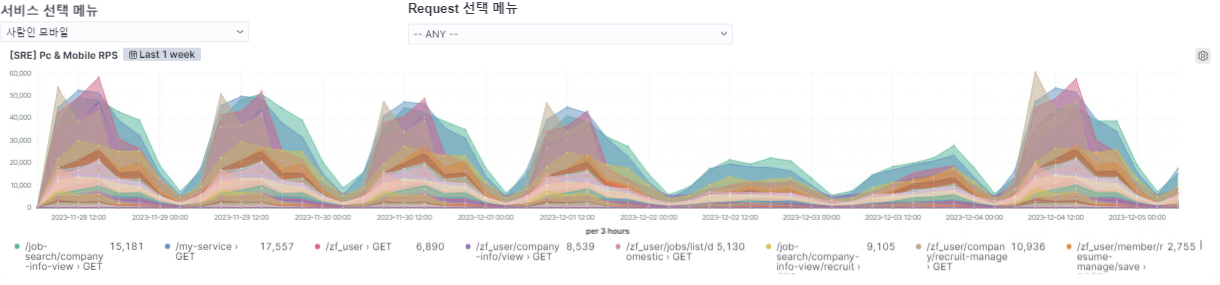 서비스 선택 메뉴
Request 선택 메뉴
사람인 모바일
-- ANY --
[SRE] Pc & Mobile RPS
Last 1 week
60,000
50,000
40,000
30,000
20,000
10,000
0
2023-11-28 12:00
2023-11-29 00:00
2023-11-29 12:00
2023-11-30 00:00
2023-11-30 12:00
2023-12-01 00:00
2023-12-01 12:00
2023-12-02 00:00
2023-12-02 12:00
2023-12-03 00:00
2023-12-03 12:00
2023-12-04 00:00
2023-12-04 12:00
2023-12-05 00:00
per 3 hours
/job-
search/company
-info-view › GET
15,181
/my-service ›
GET
17,557
/zf_user › GET
6,890
/zf_user/company
-info/view › GET
8,539
/zf_user/jobs/list/d
omestic › GET
5,130
/job-
search/company-
info-view/recruit ›
9,105
/zf_user/compan
y/recruit-manage
› GET
10,936
/zf_user/member/r
esume-
manage/save ›
2,755